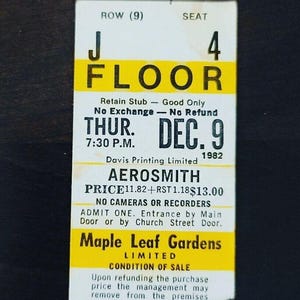 ROW (9) SEAT
J 4
FLOOR
Retain Stub — Good Only
No Exchange — No Refund
THUR. DEC. 9
7:30 P.M. 1982
Davis Printing Limited
AEROSMITH
PRICE 11.82+RST 1.18 $13.00
NO CAMERAS OR RECORDERS
ADMIT ONE. Entrance by Main
Door or by Church Street Door.
Maple Leaf Gardens
LIMITED
CONDITION OF SALE
Upon refunding the purchase
price the management may
remove from the premises